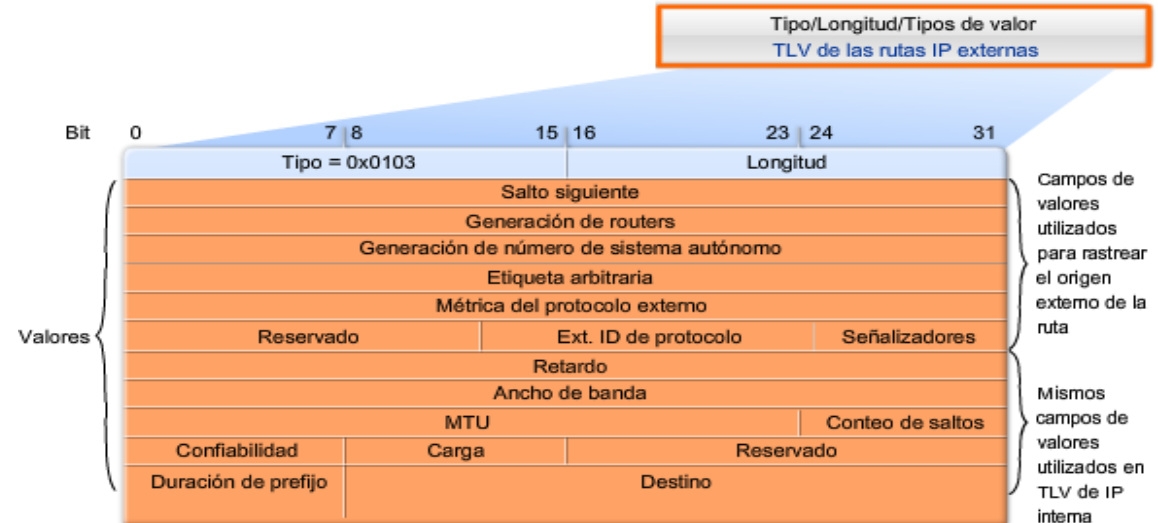 Tipo/Longitud/Tipos de valor
TLV de las rutas IP externas
Bit 0 7 8 15 16 23 24 31
Tipo = 0x0103 Longitud
Salto siguiente
Generación de routers
Generación de número de sistema autónomo
Etiqueta arbitraria
Métrica del protocolo externo
Reservado Ext. ID de protocolo Señalizadores
Retardo
Ancho de banda
MTU Conteo de saltos
Confiabilidad Carga Reservado
Duración de prefijo Destino
Valores
Campos de
valores
utilizados
para rastrear
el origen
externo de la
ruta
Mismos
campos de
valores
utilizados en
TLV de IP
interna